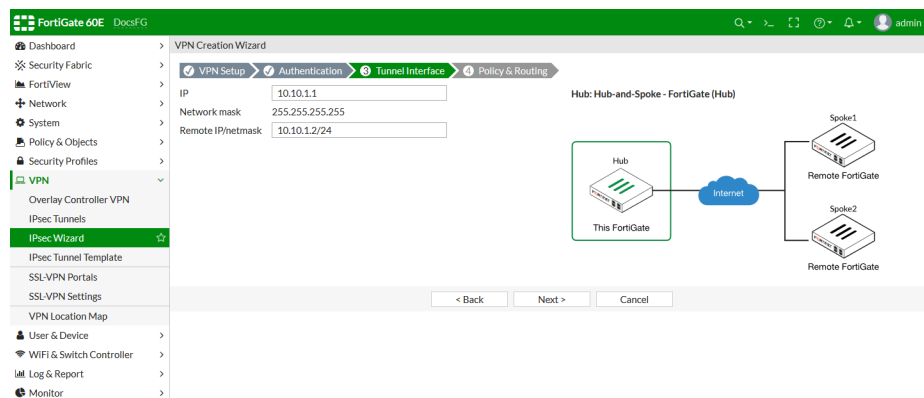 FortiGate 60E DocsFG
admin
Dashboard
Security Fabric
FortiView
Network
System
Policy & Objects
Security Profiles
VPN
Overlay Controller VPN
IPsec Tunnels
IPsec Wizard
IPsec Tunnel Template
SSL-VPN Portals
SSL-VPN Settings
VPN Location Map
User & Device
WiFi & Switch Controller
Log & Report
Monitor
VPN Creation Wizard
VPN Setup
Authentication
3 Tunnel Interface
4 Policy & Routing
IP 10.10.1.1
Network mask 255.255.255.255
Remote IP/netmask 10.10.1.2/24
Hub: Hub-and-Spoke - FortiGate (Hub)
Hub
This FortiGate
Internet
Spoke1
Remote FortiGate
Spoke2
Remote FortiGate
< Back
Next >
Cancel